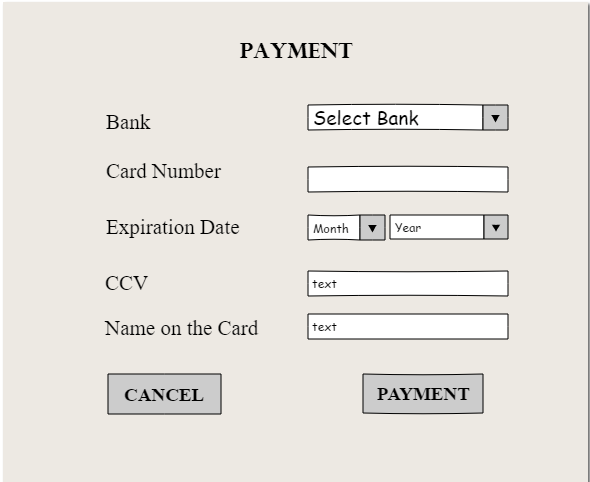 PAYMENT
Bank Select Bank
Card Number
Expiration Date Month Year
CCV text
Name on the Card text
CANCEL PAYMENT